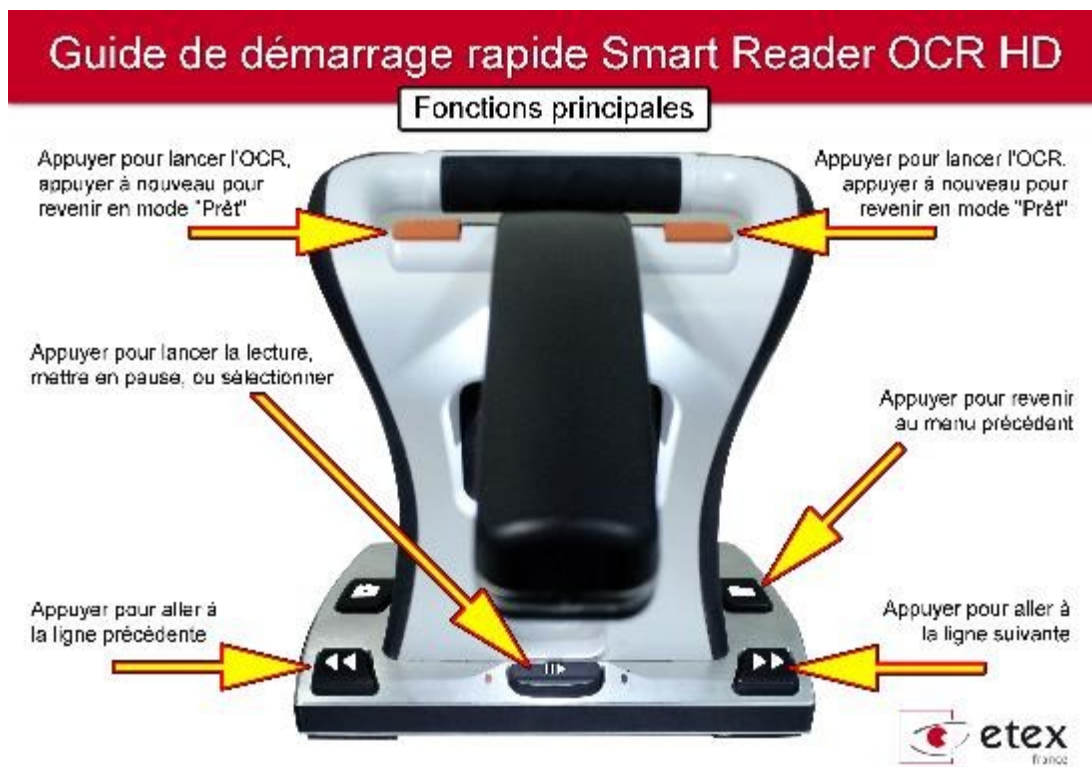 Guide de démarrage rapide Smart Reader OCR HD
Fonctions principales
Appuyer pour lancer l'OCR,
appuyer à nouveau pour
revenir en mode "Prêt"
Appuyer pour lancer l'OCR.
appuyer à nouveau pour
revenir en mode "Prêt"
Appuyer pour lancer la lecture,
mettre en pause, ou sélectionner
Appuyer pour revenir
au menu précédent
Appuyer pour aller à
la ligne précédente
Appuyer pour aller à
la ligne suivante
etex
france